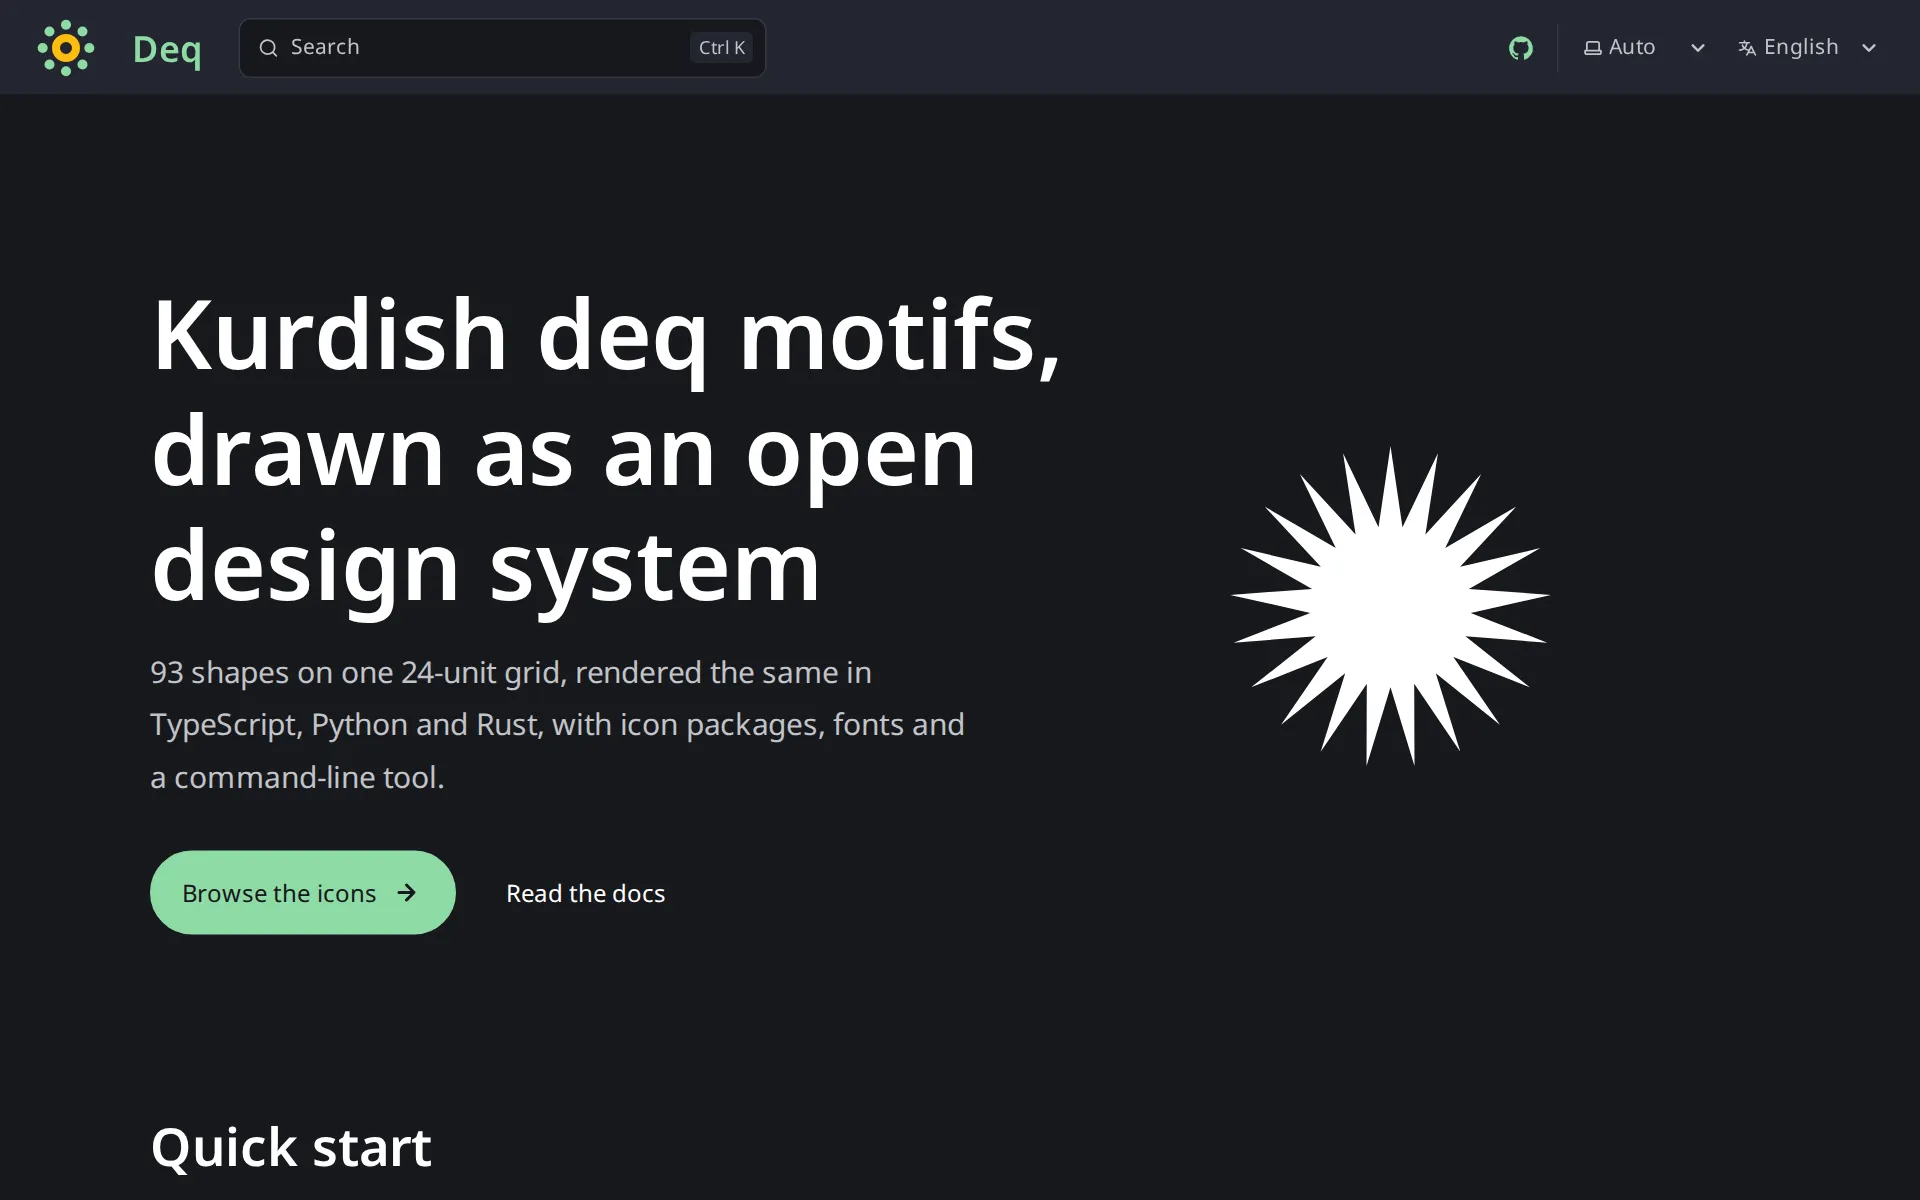 Deq
Search
Ctrl K
Auto
English
Kurdish deq motifs,
drawn as an open
design system
93 shapes on one 24-unit grid, rendered the same in
TypeScript, Python and Rust, with icon packages, fonts and
a command-line tool.
Browse the icons
Read the docs
Quick start